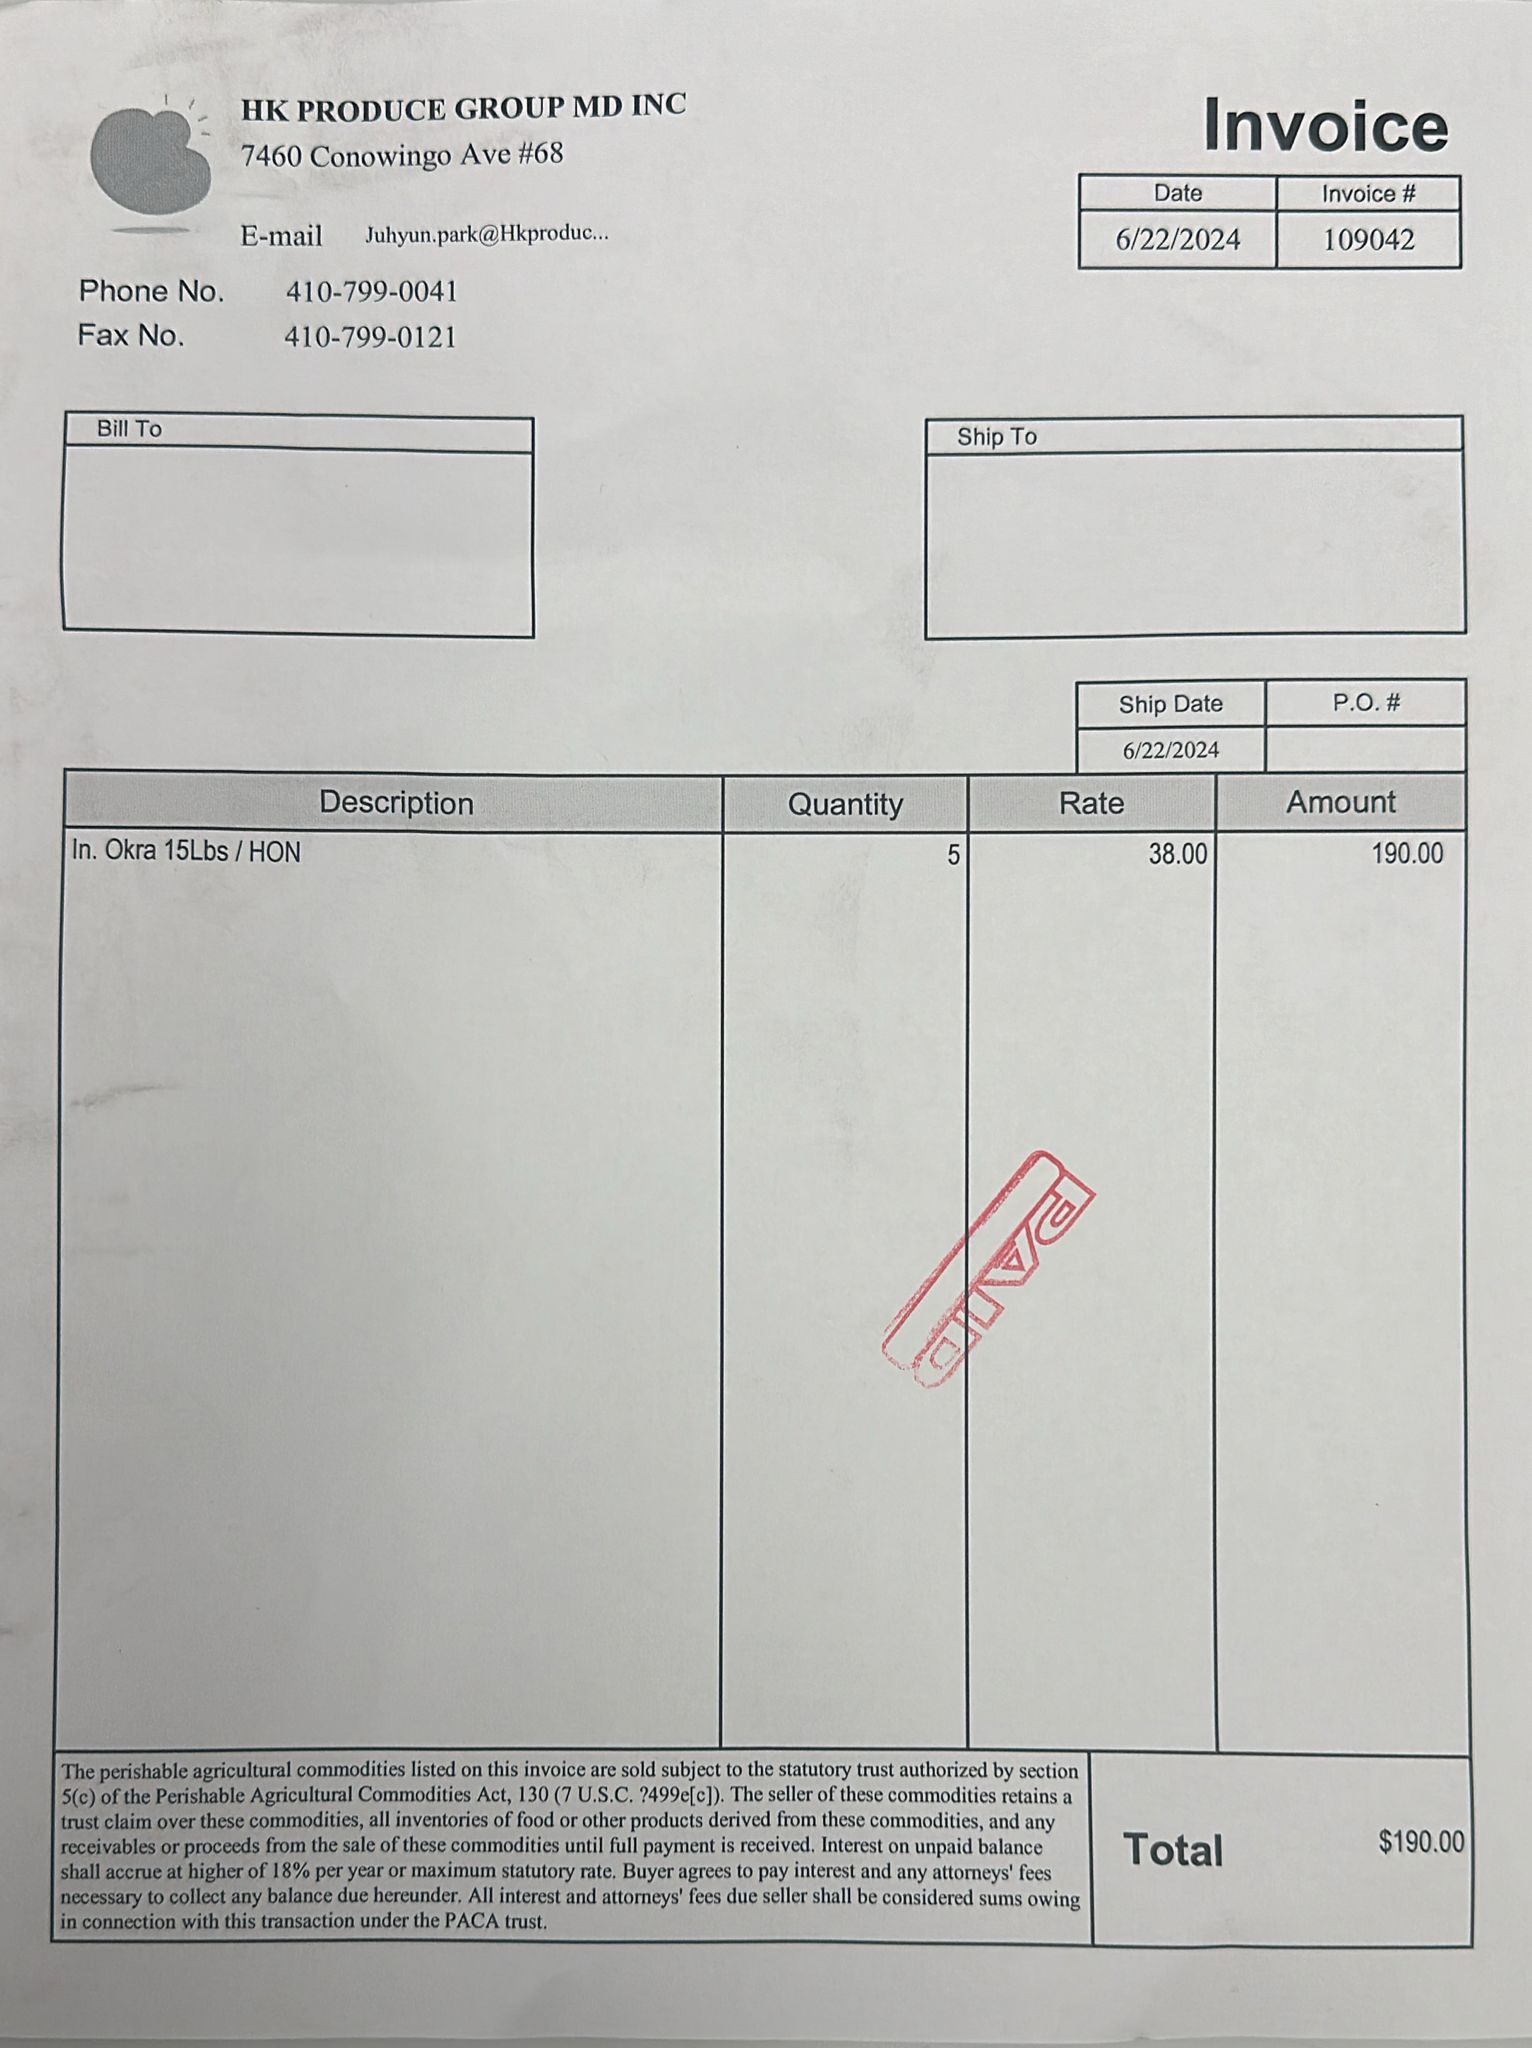 HK PRODUCE GROUP MD INC
7460 Conowingo Ave #68
E-mail Juhyun.park@Hkproduc...
Phone No. 410-799-0041
Fax No. 410-799-0121
Invoice
Date Invoice #
6/22/2024 109042
Bill To
Ship To
Ship Date P.O. #
6/22/2024
Description Quantity Rate Amount
In. Okra 15Lbs / HON 5 38.00 190.00
PAID
The perishable agricultural commodities listed on this invoice are sold subject to the statutory trust authorized by section
5(c) of the Perishable Agricultural Commodities Act, 130 (7 U.S.C. ?499e[c]). The seller of these commodities retains a
trust claim over these commodities, all inventories of food or other products derived from these commodities, and any
receivables or proceeds from the sale of these commodities until full payment is received. Interest on unpaid balance
shall accrue at higher of 18% per year or maximum statutory rate. Buyer agrees to pay interest and any attorneys' fees
necessary to collect any balance due hereunder. All interest and attorneys' fees due seller shall be considered sums owing
in connection with this transaction under the PACA trust.
Total $190.00